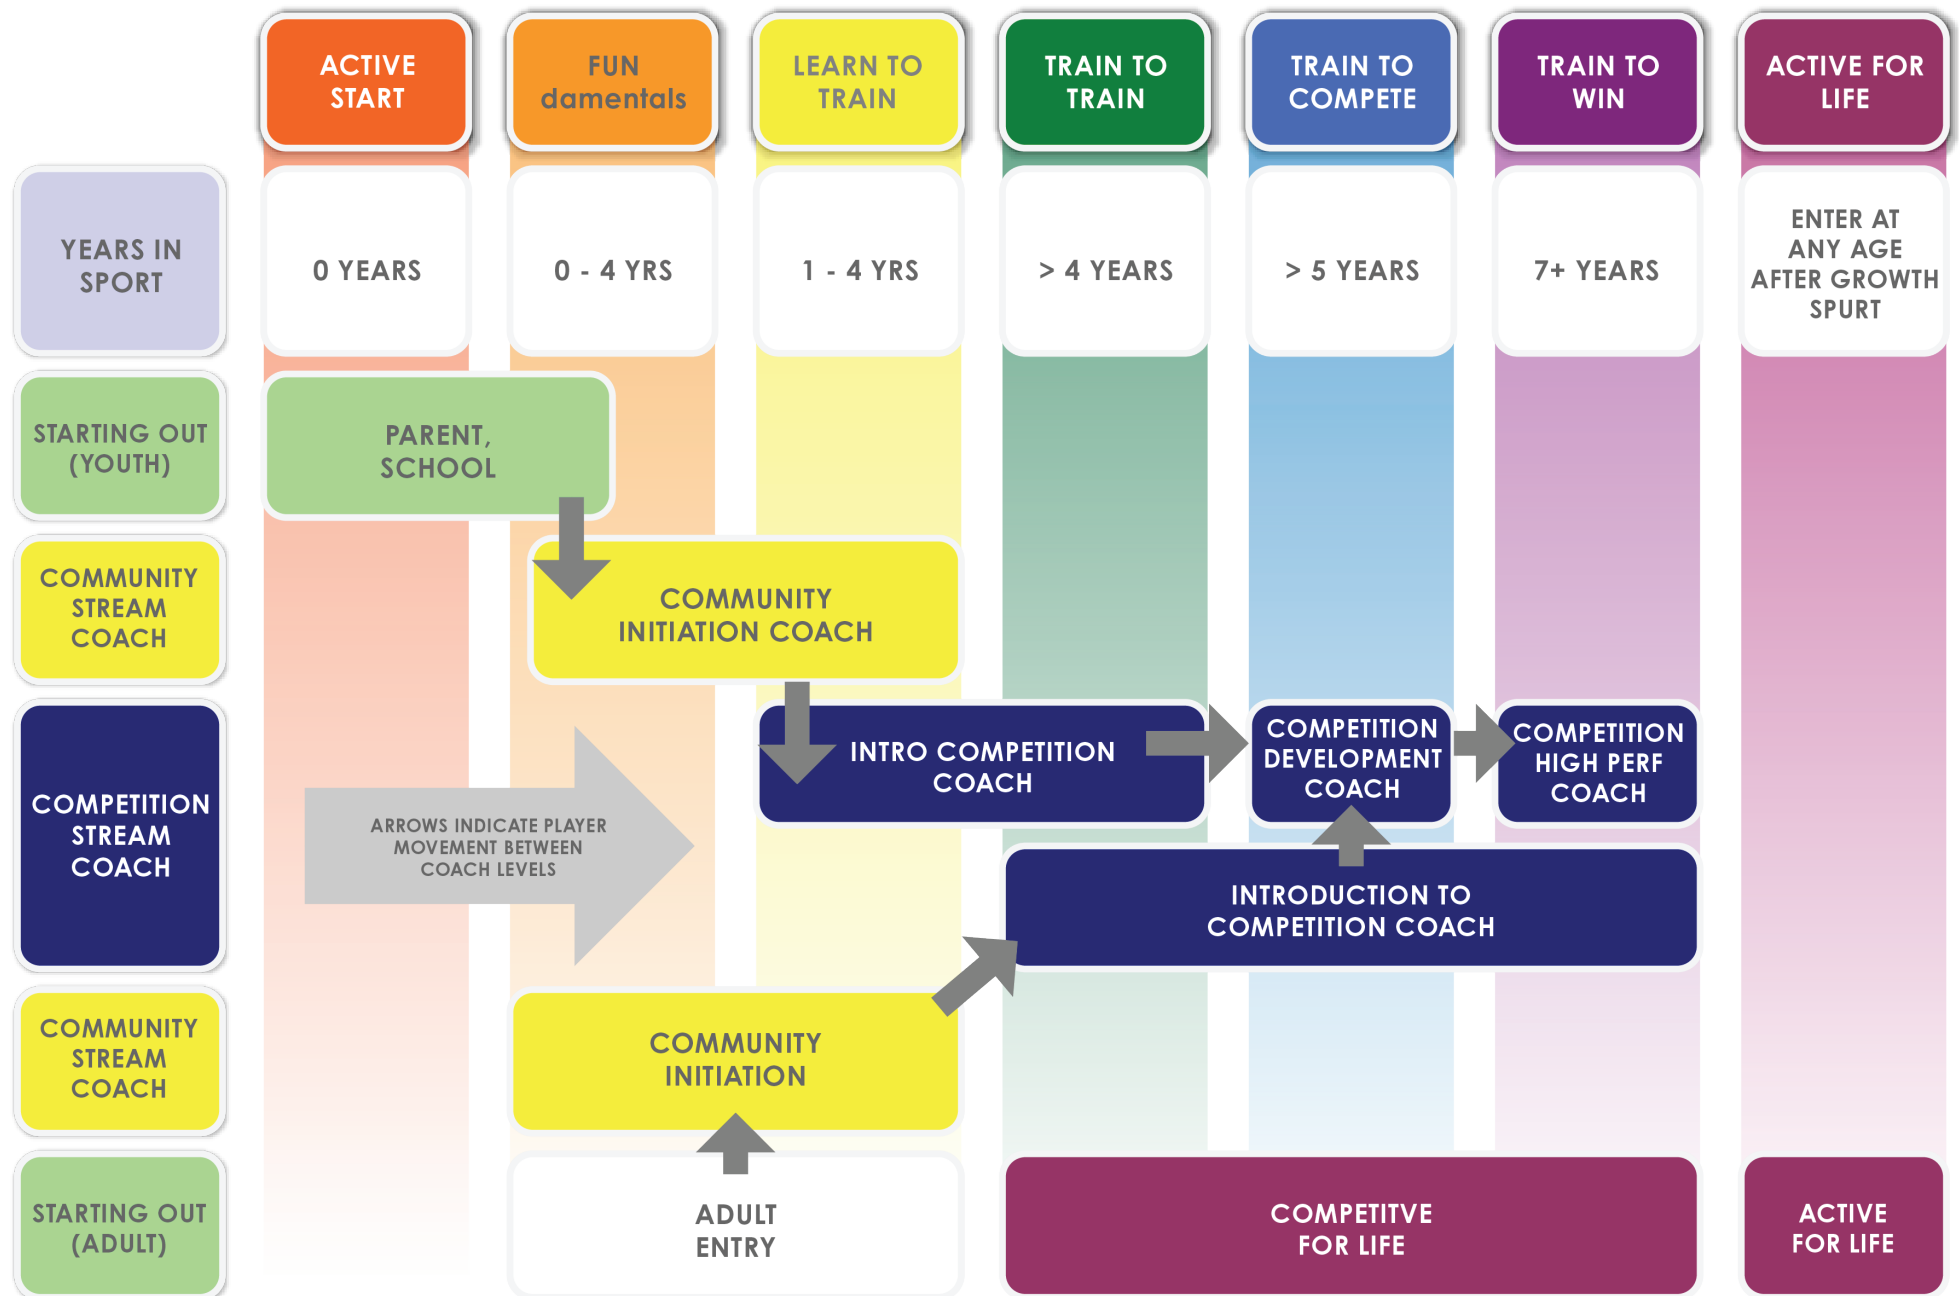 ACTIVE
START
FUN
damentals
LEARN TO
TRAIN
TRAIN TO
TRAIN
TRAIN TO
COMPETE
TRAIN TO
WIN
ACTIVE FOR
LIFE
YEARS IN
SPORT
0 YEARS
0 - 4 YRS
1 - 4 YRS
> 4 YEARS
> 5 YEARS
7+ YEARS
ENTER AT
ANY AGE
AFTER GROWTH
SPURT
STARTING OUT
(YOUTH)
PARENT,
SCHOOL
COMMUNITY
STREAM
COACH
COMMUNITY
INITIATION COACH
COMPETITION
STREAM
COACH
ARROWS INDICATE PLAYER
MOVEMENT BETWEEN
COACH LEVELS
INTRO COMPETITION
COACH
COMPETITION
DEVELOPMENT
COACH
COMPETITION
HIGH PERF
COACH
INTRODUCTION TO
COMPETITION COACH
COMMUNITY
STREAM
COACH
COMMUNITY
INITIATION
STARTING OUT
(ADULT)
ADULT
ENTRY
COMPETITVE
FOR LIFE
ACTIVE
FOR LIFE